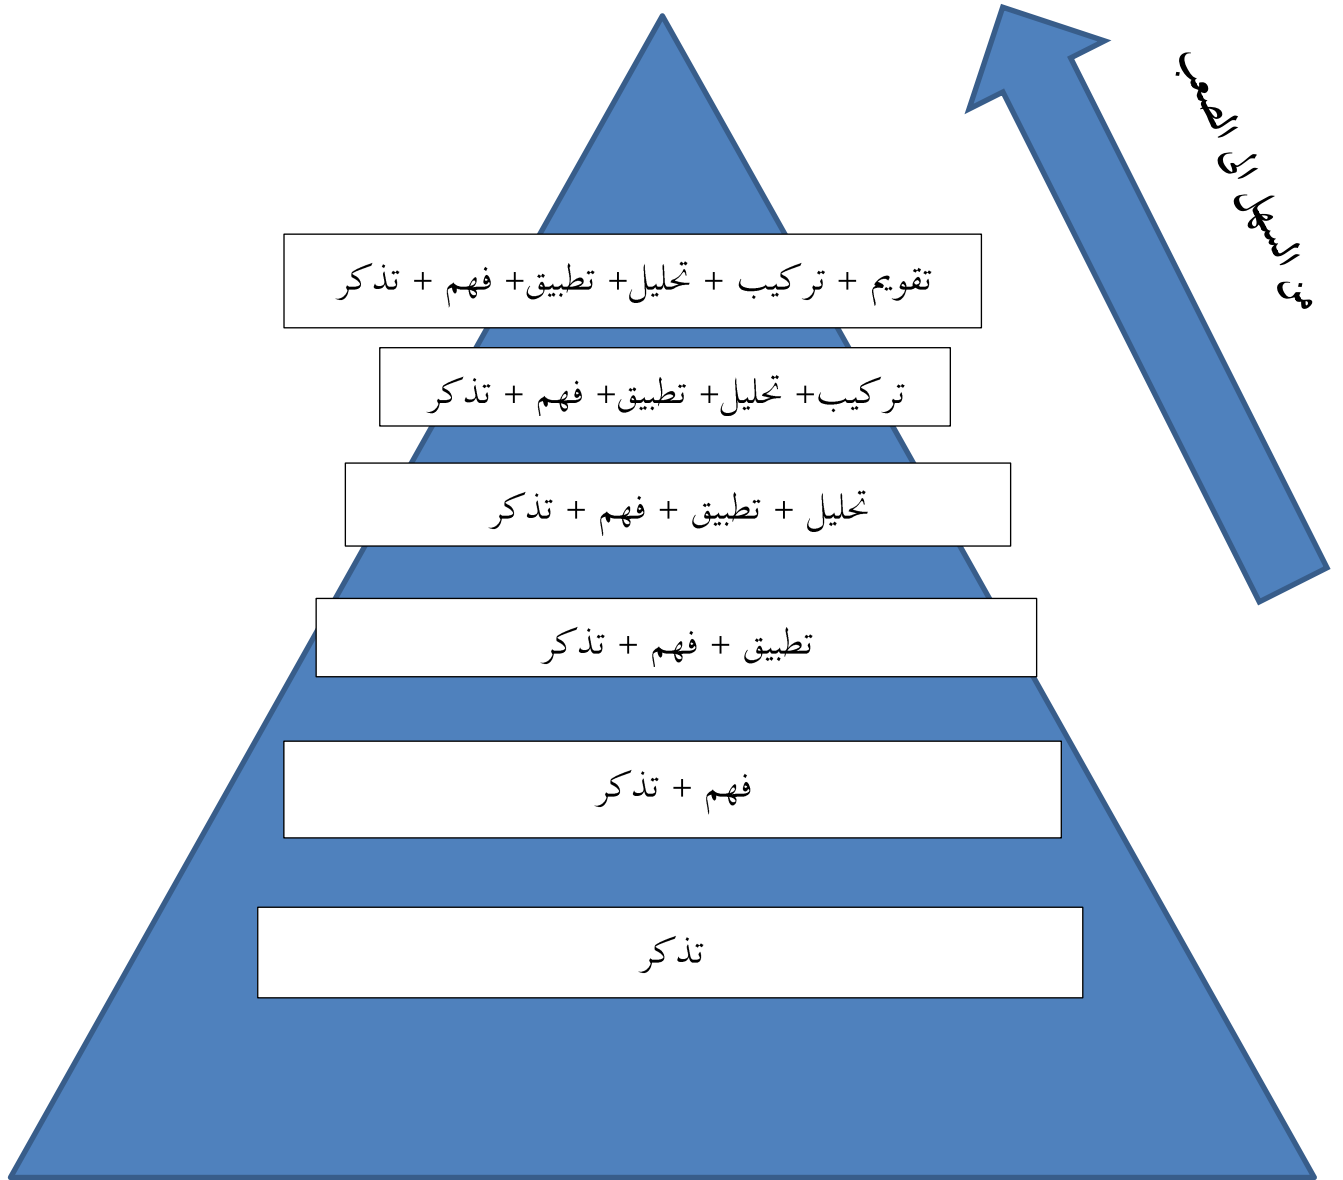 من السهل الى الصعب
تقويم + تركيب + تحليل+ تطبيق+ فهم + تذكر
تركيب+ تحليل+ تطبيق+ فهم + تذكر
تحليل + تطبيق + فهم + تذكر
تطبيق + فهم + تذكر
فهم + تذكر
تذكر